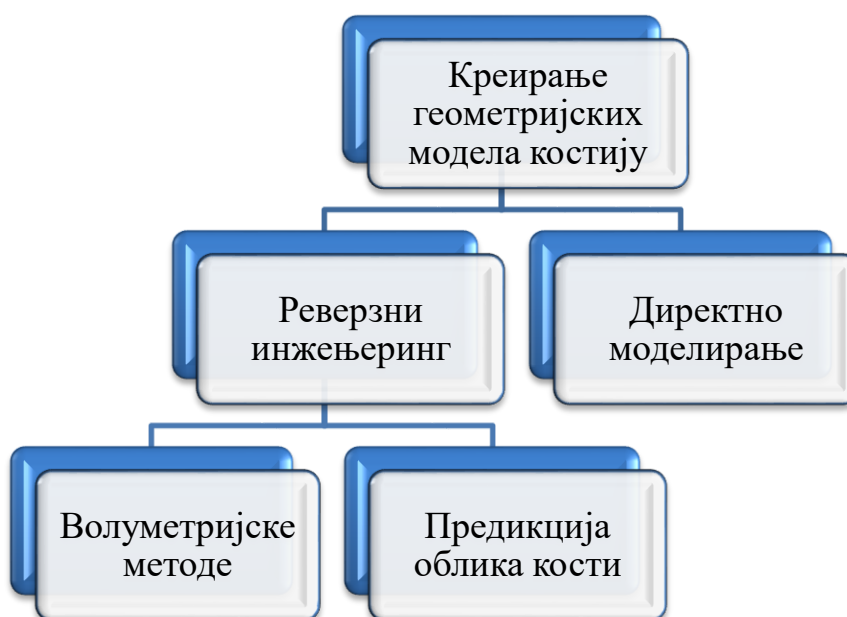 Креирање
геометријских
модела костију
Реверзни
инжењеринг
Директно
моделирање
Волуметријске
методе
Предикција
облика кости